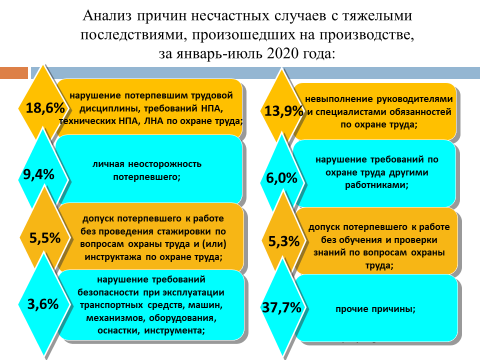 Анализ причин несчастных случаев с тяжелыми
последствиями, произошедших на производстве,
за январь-июль 2020 года:
18,6%
нарушение потерпевшим трудовой
дисциплины, требований НПА,
технических НПА, ЛНА по охране труда;
9,4%
личная неосторожность
потерпевшего;
5,5%
допуск потерпевшего к работе
без проведения стажировки по
вопросам охраны труда и (или)
инструктажа по охране труда;
3,6%
нарушение требований
безопасности при эксплуатации
транспортных средств, машин,
механизмов, оборудования,
оснастки, инструмента;
13,9%
невыполнение руководителями
и специалистами обязанностей
по охране труда;
6,0%
нарушение требований по
охране труда другими
работниками;
5,3%
допуск потерпевшего к работе
без обучения и проверки
знаний по вопросам охраны
труда;
37,7%
прочие причины;